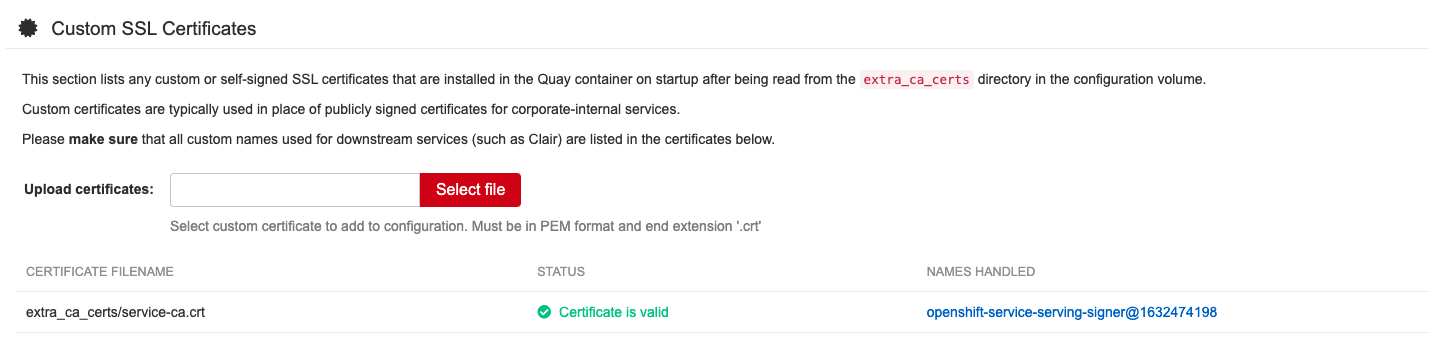 Custom SSL Certificates
This section lists any custom or self-signed SSL certificates that are installed in the Quay container on startup after being read from the extra_ca_certs directory in the configuration volume.
Custom certificates are typically used in place of publicly signed certificates for corporate-internal services.
Please make sure that all custom names used for downstream services (such as Clair) are listed in the certificates below.
Upload certificates: Select file
Select custom certificate to add to configuration. Must be in PEM format and end extension '.crt'
CERTIFICATE FILENAME STATUS NAMES HANDLED
extra_ca_certs/service-ca.crt Certificate is valid openshift-service-serving-signer@1632474198